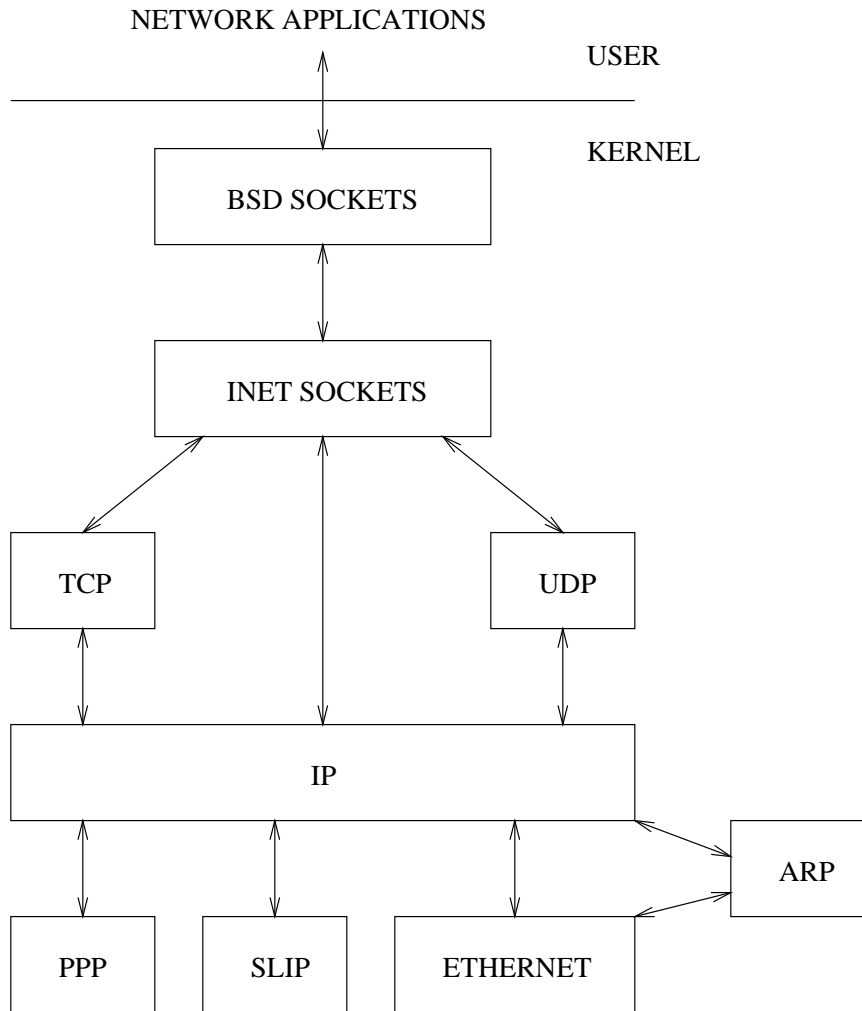 NETWORK APPLICATIONS
USER
KERNEL
BSD SOCKETS
INET SOCKETS
TCP
UDP
IP
ARP
PPP
SLIP
ETHERNET